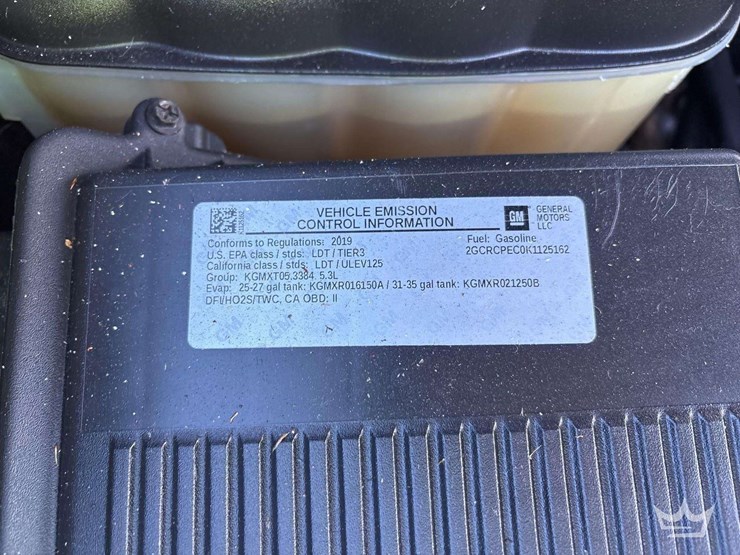 VEHICLE EMISSION
CONTROL INFORMATION
GM
GENERAL
MOTORS
LLC
Conforms to Regulations: 2019
Fuel: Gasoline
U.S. EPA class / stds: LDT / TIER3
2GCRCPEC0K1125162
California class / stds: LDT / ULEV125
Group: KGMXT05.3384 5.3L
Evap: 25-27 gal tank: KGMXR016150A / 31-35 gal tank: KGMXR021250B
DFI/HO2S/TWC, CA OBD: II